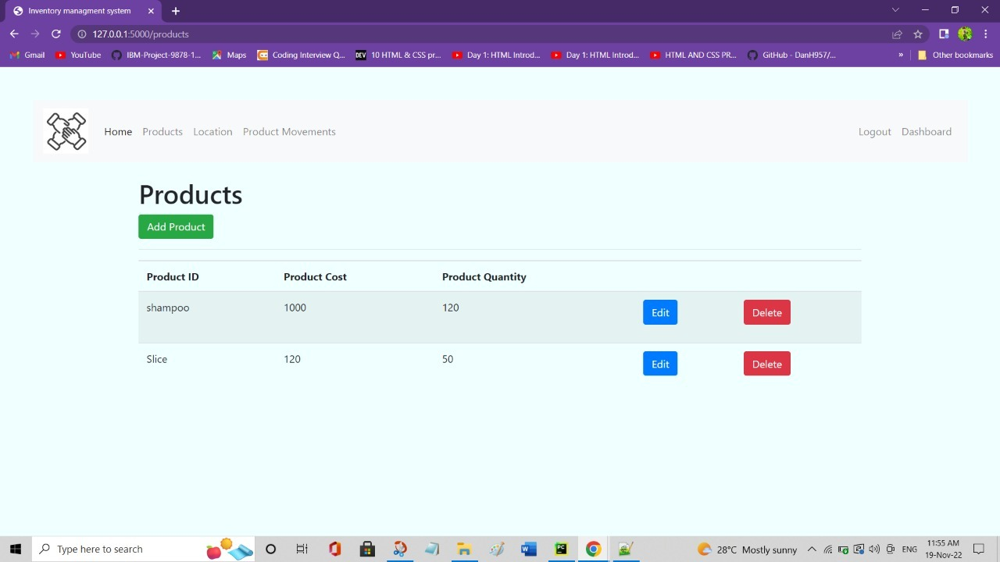 Inventory managment system
127.0.0.1:5000/products
Gmail YouTube IBM-Project-9878-1... Maps Coding Interview Q... DEV 10 HTML & CSS pr... Day 1: HTML Introd... Day 1: HTML Introd... HTML AND CSS PR... GitHub - DanH957/... » Other bookmarks
Home Products Location Product Movements Logout Dashboard
Products
Add Product
Product ID Product Cost Product Quantity
shampoo 1000 120 Edit Delete
Slice 120 50 Edit Delete
Type here to search 28°C Mostly sunny ENG 11:55 AM
19-Nov-22